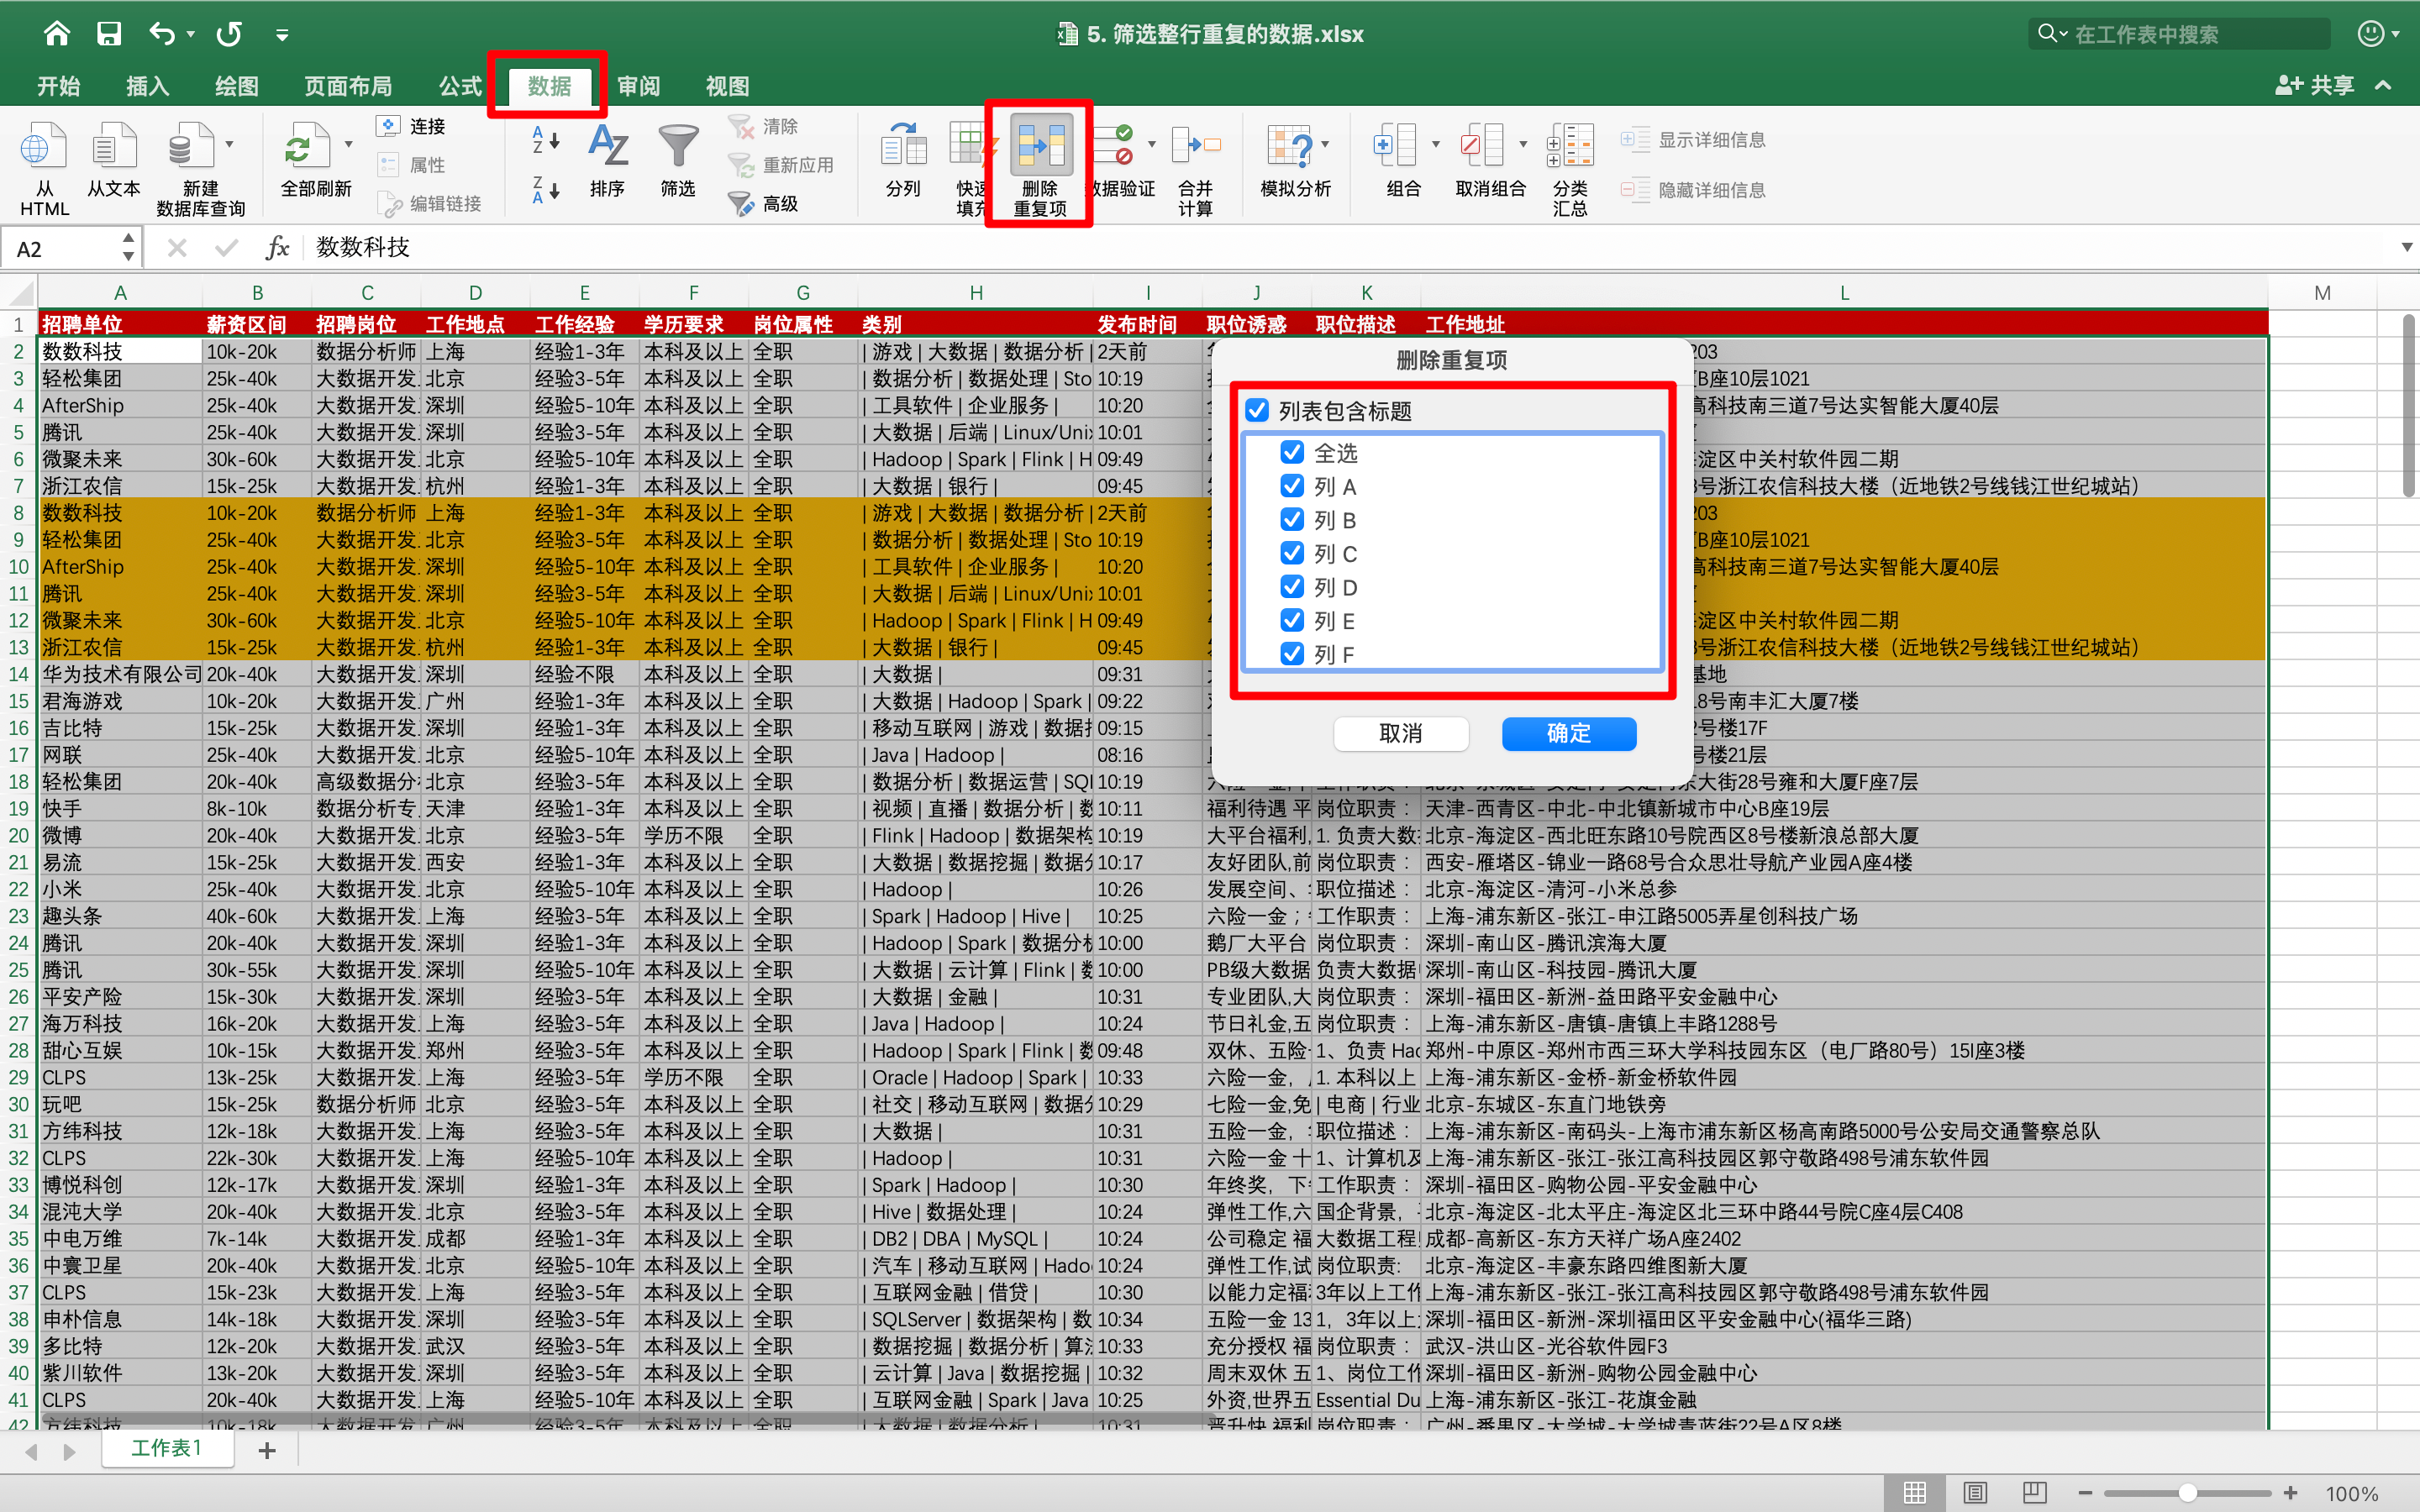 5. 筛选整行重复的数据.xlsx
在工作表中搜索
开始 插入 绘图 页面布局 公式 数据 审阅 视图
共享
从 HTML 从文本 新建 数据库查询 全部刷新 连接 属性 编辑链接 排序 筛选 清除 重新应用 高级 分列 快速 填充 删除 重复项 数据验证 合并 计算 模拟分析 组合 取消组合 分类 汇总 显示详细信息 隐藏详细信息
A2 fx 数数科技
A B C D E F G H I J K L M
1 招聘单位 薪资区间 招聘岗位 工作地点 工作经验 学历要求 岗位属性 类别 发布时间 职位诱惑 职位描述 工作地址
2 数数科技 10k-20k 数据分析师 上海 经验1-3年 本科及以上 全职 | 游戏 | 大数据 | 数据分析 | 2天前 203
3 轻松集团 25k-40k 大数据开发 北京 经验3-5年 本科及以上 全职 | 数据分析 | 数据处理 | Sto 10:19 B座10层1021
4 AfterShip 25k-40k 大数据开发 深圳 经验5-10年 本科及以上 全职 | 工具软件 | 企业服务 | 10:20 高科技南三道7号达实智能大厦40层
5 腾讯 25k-40k 大数据开发 深圳 经验3-5年 本科及以上 全职 | 大数据 | 后端 | Linux/Unix 10:01
6 微聚未来 30k-60k 大数据开发 北京 经验5-10年 本科及以上 全职 | Hadoop | Spark | Flink | H 09:49 淀区中关村软件园二期
7 浙江农信 15k-25k 大数据开发 杭州 经验1-3年 本科及以上 全职 | 大数据 | 银行 | 09:45 号浙江农信科技大楼（近地铁2号线钱江世纪城站）
8 数数科技 10k-20k 数据分析师 上海 经验1-3年 本科及以上 全职 | 游戏 | 大数据 | 数据分析 | 2天前 203
9 轻松集团 25k-40k 大数据开发 北京 经验3-5年 本科及以上 全职 | 数据分析 | 数据处理 | Sto 10:19 B座10层1021
10 AfterShip 25k-40k 大数据开发 深圳 经验5-10年 本科及以上 全职 | 工具软件 | 企业服务 | 10:20 高科技南三道7号达实智能大厦40层
11 腾讯 25k-40k 大数据开发 深圳 经验3-5年 本科及以上 全职 | 大数据 | 后端 | Linux/Unix 10:01
12 微聚未来 30k-60k 大数据开发 北京 经验5-10年 本科及以上 全职 | Hadoop | Spark | Flink | H 09:49 淀区中关村软件园二期
13 浙江农信 15k-25k 大数据开发 杭州 经验1-3年 本科及以上 全职 | 大数据 | 银行 | 09:45 号浙江农信科技大楼（近地铁2号线钱江世纪城站）
14 华为技术有限公司 20k-40k 大数据开发 深圳 经验不限 本科及以上 全职 | 大数据 | 09:31 基地
15 君海游戏 10k-20k 大数据开发 广州 经验1-3年 本科及以上 全职 | 大数据 | Hadoop | Spark | 09:22 8号南丰汇大厦7楼
16 吉比特 15k-25k 大数据开发 深圳 经验1-3年 本科及以上 全职 | 移动互联网 | 游戏 | 数据 09:15 2号楼17F
17 网联 25k-40k 大数据开发 北京 经验5-10年 本科及以上 全职 | Java | Hadoop | 08:16 号楼21层
18 轻松集团 20k-40k 高级数据分 北京 经验3-5年 本科及以上 全职 | 数据分析 | 数据运营 | SQL 10:19 东大街28号雍和大厦F座7层
19 快手 8k-10k 数据分析专 天津 经验1-3年 本科及以上 全职 | 视频 | 直播 | 数据分析 | 数 10:11 福利待遇 平 岗位职责： 天津-西青区-中北-中北镇新城市中心B座19层
20 微博 20k-40k 大数据开发 北京 经验3-5年 学历不限 全职 | Flink | Hadoop | 数据架构 10:19 大平台福利, 1. 负责大数 北京-海淀区-西北旺东路10号院西区8号楼新浪总部大厦
21 易流 15k-25k 大数据开发 西安 经验1-3年 本科及以上 全职 | 大数据 | 数据挖掘 | 数据分 10:17 友好团队,前 岗位职责： 西安-雁塔区-锦业一路68号合众思壮导航产业园A座4楼
22 小米 25k-40k 大数据开发 北京 经验5-10年 本科及以上 全职 | Hadoop | 10:26 发展空间、 职位描述： 北京-海淀区-清河-小米总参
23 趣头条 40k-60k 大数据开发 上海 经验3-5年 本科及以上 全职 | Spark | Hadoop | Hive | 10:25 六险一金； 工作职责： 上海-浦东新区-张江-申江路5005弄星创科技广场
24 腾讯 20k-40k 大数据开发 深圳 经验1-3年 本科及以上 全职 | Hadoop | Spark | 数据分析 10:00 鹅厂大平台 岗位职责： 深圳-南山区-腾讯滨海大厦
25 腾讯 30k-55k 大数据开发 深圳 经验5-10年 本科及以上 全职 | 大数据 | 云计算 | Flink | 数 10:00 PB级大数据 负责大数据 深圳-南山区-科技园-腾讯大厦
26 平安产险 15k-30k 大数据开发 深圳 经验3-5年 本科及以上 全职 | 大数据 | 金融 | 10:31 专业团队,大 岗位职责： 深圳-福田区-新洲-益田路平安金融中心
27 海万科技 16k-20k 大数据开发 上海 经验3-5年 本科及以上 全职 | Java | Hadoop | 10:24 节日礼金,五 岗位职责： 上海-浦东新区-唐镇-唐镇上丰路1288号
28 甜心互娱 10k-15k 大数据开发 郑州 经验3-5年 本科及以上 全职 | Hadoop | Spark | Flink | 数 09:48 双休、五险 1、负责 Had 郑州-中原区-郑州市西三环大学科技园东区（电厂路80号）15I座3楼
29 CLPS 13k-25k 大数据开发 上海 经验3-5年 学历不限 全职 | Oracle | Hadoop | Spark | 10:33 六险一金, 1. 本科以上 上海-浦东新区-金桥-新金桥软件园
30 玩吧 15k-25k 数据分析师 北京 经验3-5年 本科及以上 全职 | 社交 | 移动互联网 | 数据分 10:29 七险一金,免 | 电商 | 行业 北京-东城区-东直门地铁旁
31 方纬科技 12k-18k 大数据开发 上海 经验3-5年 本科及以上 全职 | 大数据 | 10:31 五险一金, 职位描述： 上海-浦东新区-南码头-上海市浦东新区杨高南路5000号公安局交通警察总队
32 CLPS 22k-30k 大数据开发 上海 经验5-10年 本科及以上 全职 | Hadoop | 10:31 六险一金 十 1、计算机及 上海-浦东新区-张江-张江高科技园区郭守敬路498号浦东软件园
33 博悦科创 12k-17k 大数据开发 深圳 经验3-5年 本科及以上 全职 | Spark | Hadoop | 10:30 年终奖, 下 工作职责： 深圳-福田区-购物公园-平安金融中心
34 混沌大学 20k-40k 大数据开发 北京 经验3-5年 本科及以上 全职 | Hive | 数据处理 | 10:24 弹性工作,六 国企背景, 北京-海淀区-北太平庄-海淀区北三环中路44号院C座4层C408
35 中电万维 7k-14k 大数据开发 成都 经验1-3年 本科及以上 全职 | DB2 | DBA | MySQL | 10:24 公司稳定 福 大数据工程 成都-高新区-东方天祥广场A座2402
36 中寰卫星 20k-40k 大数据开发 北京 经验5-10年 本科及以上 全职 | 汽车 | 移动互联网 | Hado 10:24 弹性工作,试 岗位职责: 北京-海淀区-丰豪东路四维图新大厦
37 CLPS 15k-23k 大数据开发 上海 经验3-5年 本科及以上 全职 | 互联网金融 | 借贷 | 10:30 以能力定福 3年以上工作 上海-浦东新区-张江-张江高科技园区郭守敬路498号浦东软件园
38 申朴信息 14k-18k 大数据开发 深圳 经验3-5年 本科及以上 全职 | SQLServer | 数据架构 | 数 10:34 五险一金 13 1, 3年以上 深圳-福田区-新洲-深圳福田区平安金融中心(福华三路)
39 多比特 12k-20k 大数据开发 武汉 经验3-5年 本科及以上 全职 | 数据挖掘 | 数据分析 | 算法 10:33 充分授权 福 岗位职责： 武汉-洪山区-光谷软件园F3
40 紫川软件 13k-20k 大数据开发 深圳 经验3-5年 本科及以上 全职 | 云计算 | Java | 数据挖掘 | 10:32 周末双休 五 1、岗位工作 深圳-福田区-新洲-购物公园金融中心
41 CLPS 20k-40k 大数据开发 上海 经验5-10年 本科及以上 全职 | 互联网金融 | Spark | Java 10:25 外资,世界五 Essential Du 上海-浦东新区-张江-花旗金融
42 方纬科技 10k-18k 大数据开发 广州 经验3-5年 本科及以上 全职 | 大数据 | 数据分析 | 10:31 晋升快 福利 岗位职责： 广州-番禺区-大学城-大学城青蓝街22号A区8楼
删除重复项
列表包含标题
全选
列 A
列 B
列 C
列 D
列 E
列 F
取消 确定
工作表1
100%